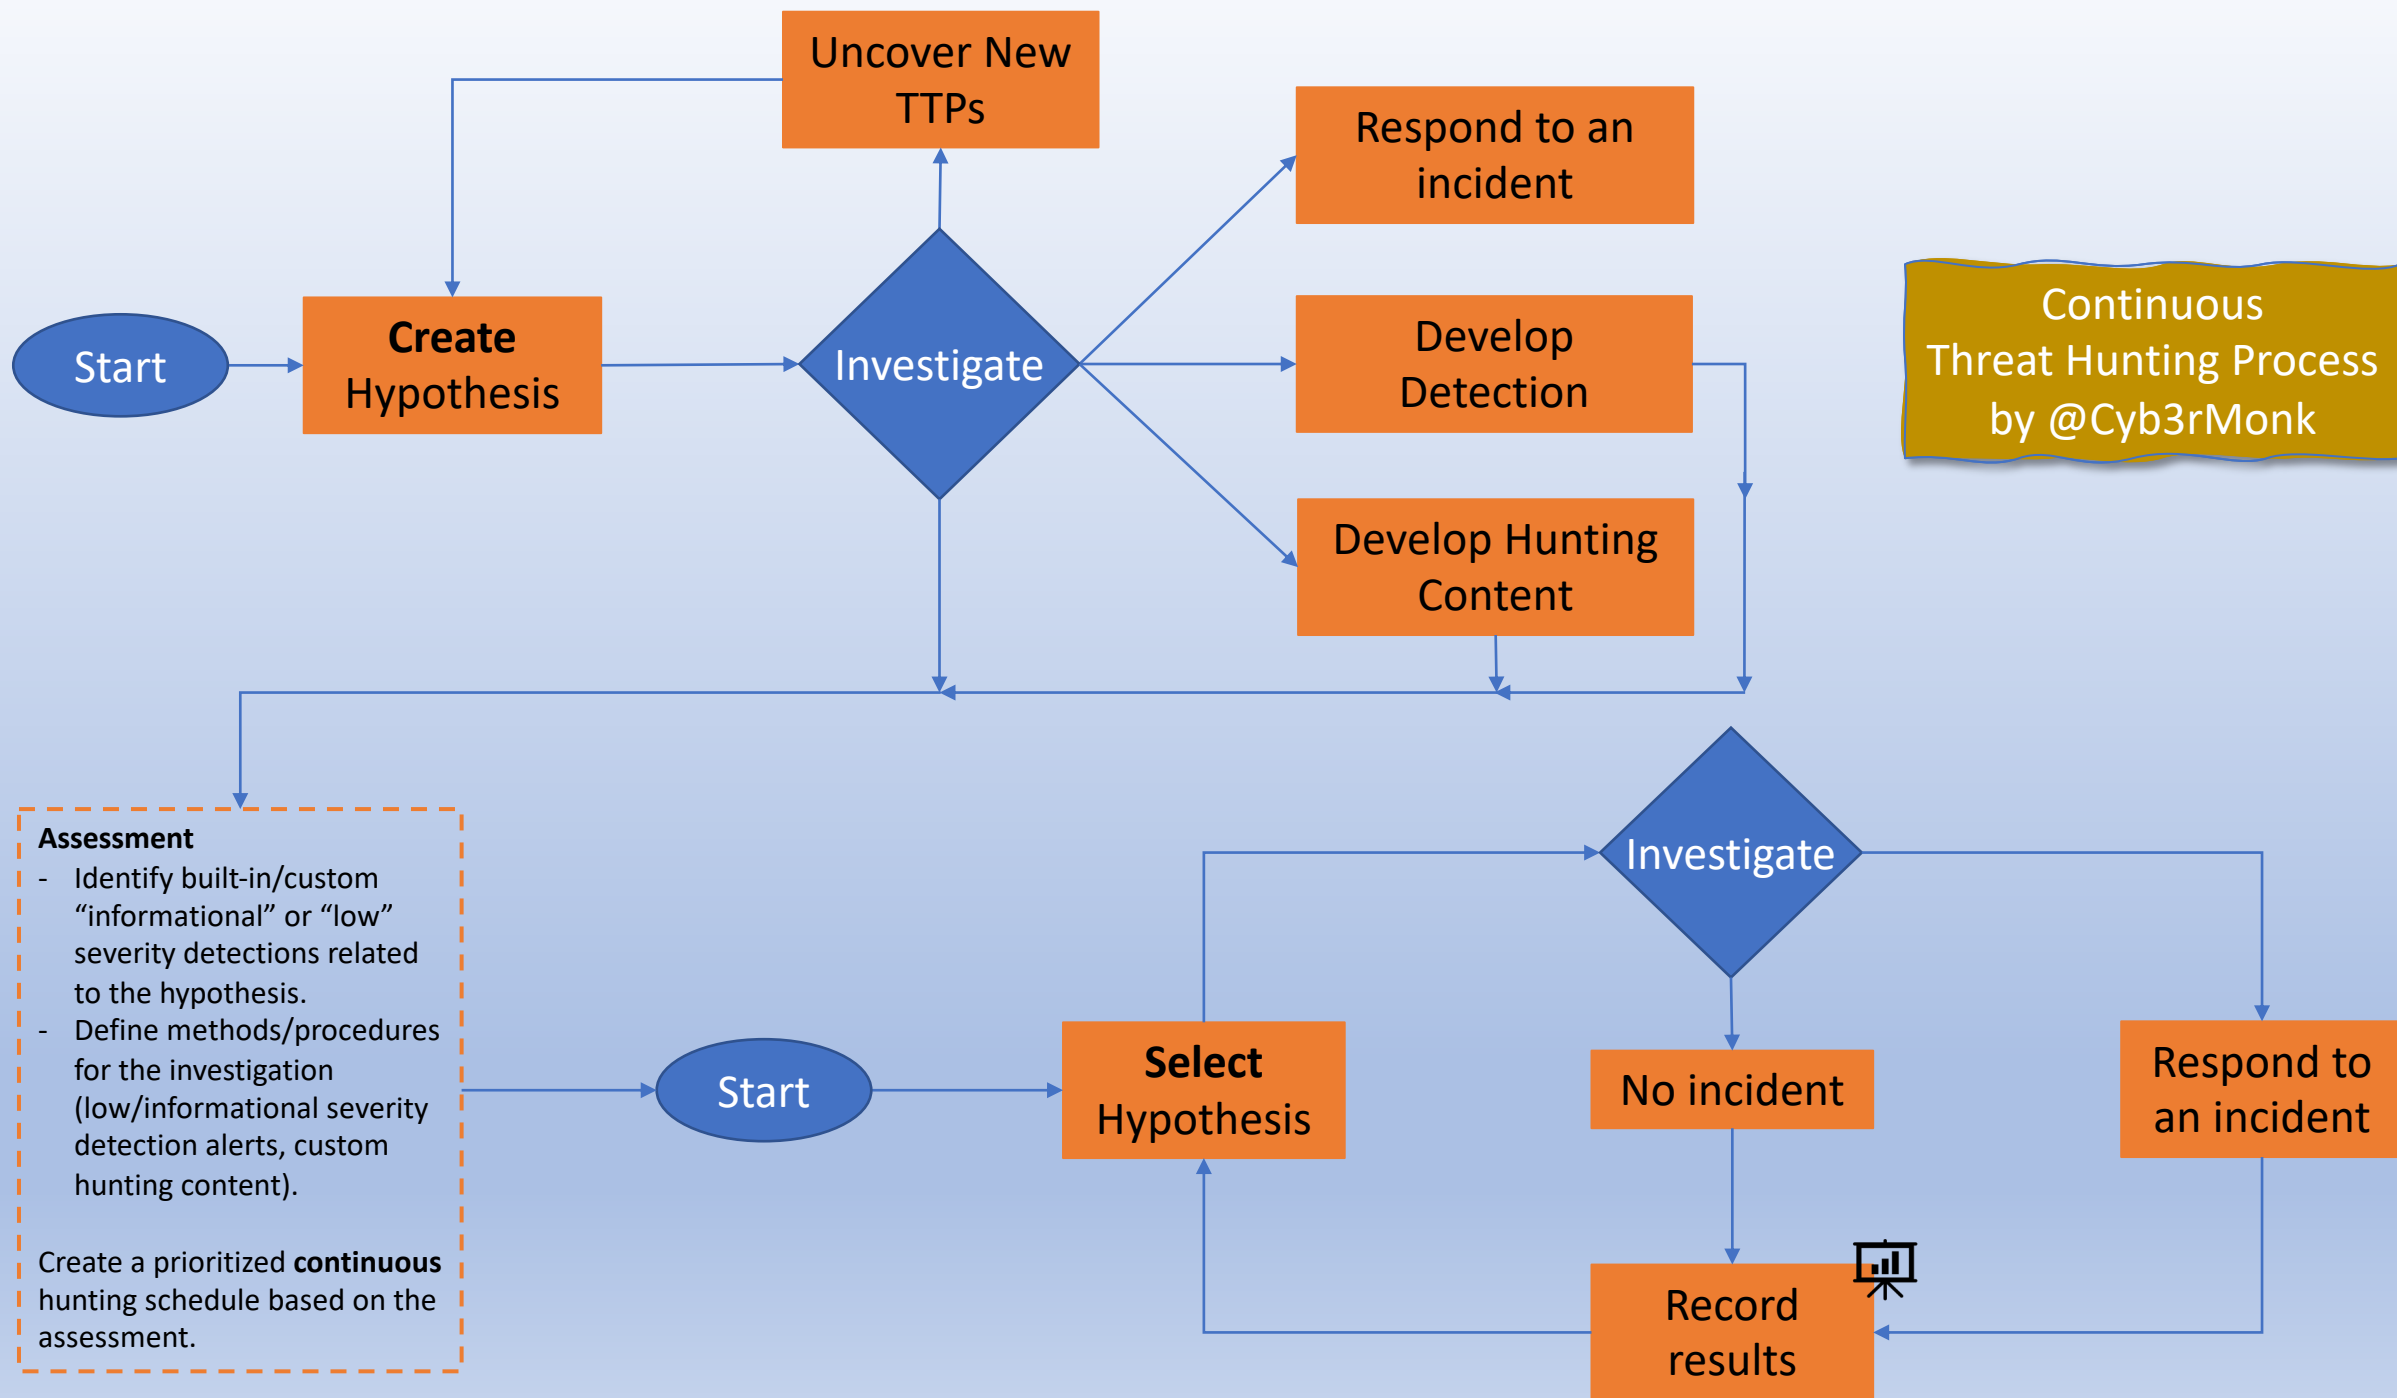 Uncover New
TTPs
Respond to an
incident
Start
Create
Hypothesis
Investigate
Develop
Detection
Continuous
Threat Hunting Process
by @Cyb3rMonk
Develop Hunting
Content
Assessment
- Identify built-in/custom
“informational” or “low”
severity detections related
to the hypothesis.
- Define methods/procedures
for the investigation
(low/informational severity
detection alerts, custom
hunting content).
Create a prioritized continuous
hunting schedule based on the
assessment.
Start
Select
Hypothesis
Investigate
No incident
Respond to
an incident
Record
results